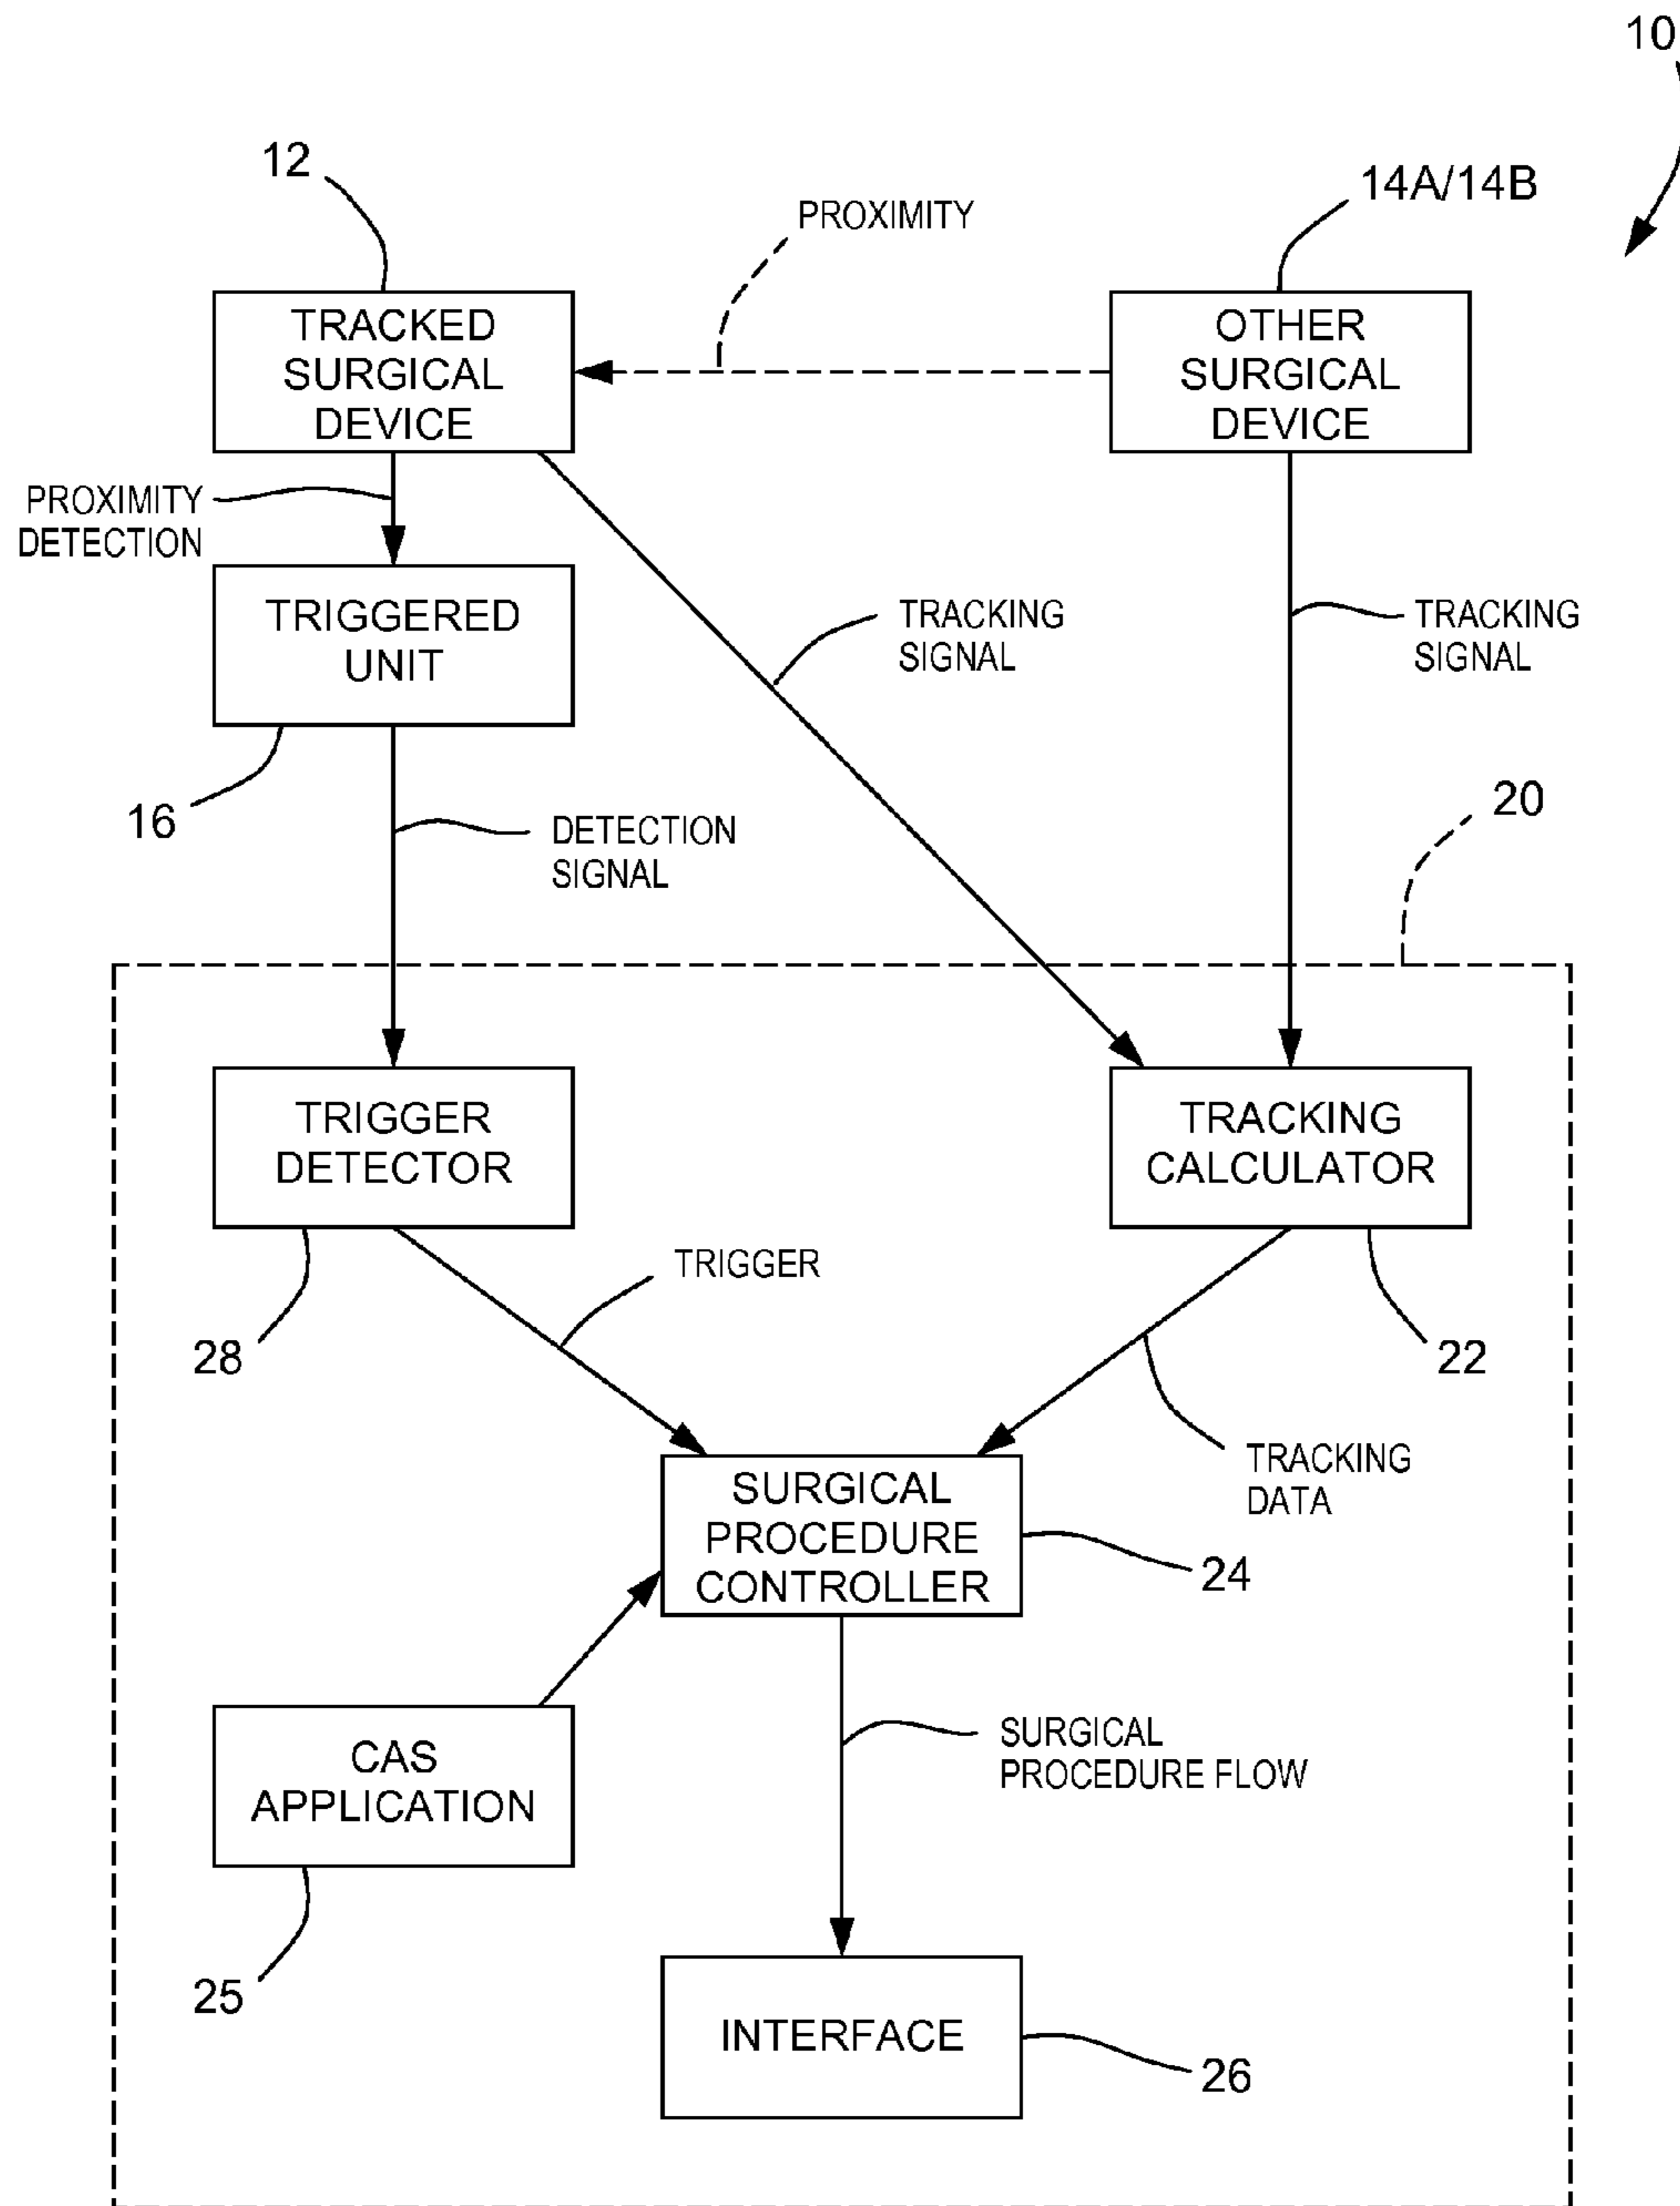 10
12
14A/14B
PROXIMITY
TRACKED
SURGICAL
DEVICE
OTHER
SURGICAL
DEVICE
PROXIMITY
DETECTION
TRIGGERED
UNIT
TRACKING
SIGNAL
TRACKING
SIGNAL
16
DETECTION
SIGNAL
20
TRIGGER
DETECTOR
TRACKING
CALCULATOR
TRIGGER
28
22
TRACKING
DATA
SURGICAL
PROCEDURE
CONTROLLER
24
CAS
APPLICATION
SURGICAL
PROCEDURE FLOW
25
INTERFACE
26